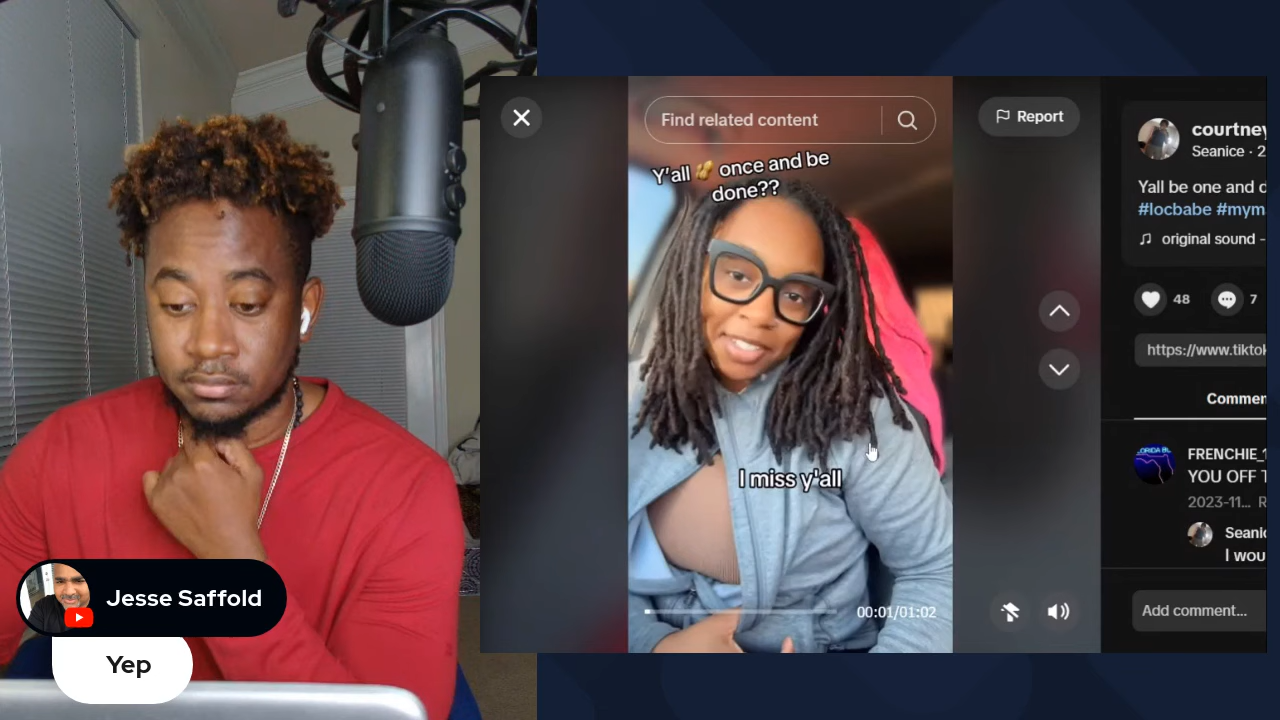 Find related content
Report
Y'all 🥜 once and be
done??
I miss y'all
00:01/01:02
courtney
Seanice · 2
Yall be one and d
#locbabe #mym
original sound -
48
7
https://www.tiktok
Commen
FRENCHIE_1
YOU OFF T
2023-11... R
Seanic
I wou
Add comment...
Jesse Saffold
Yep